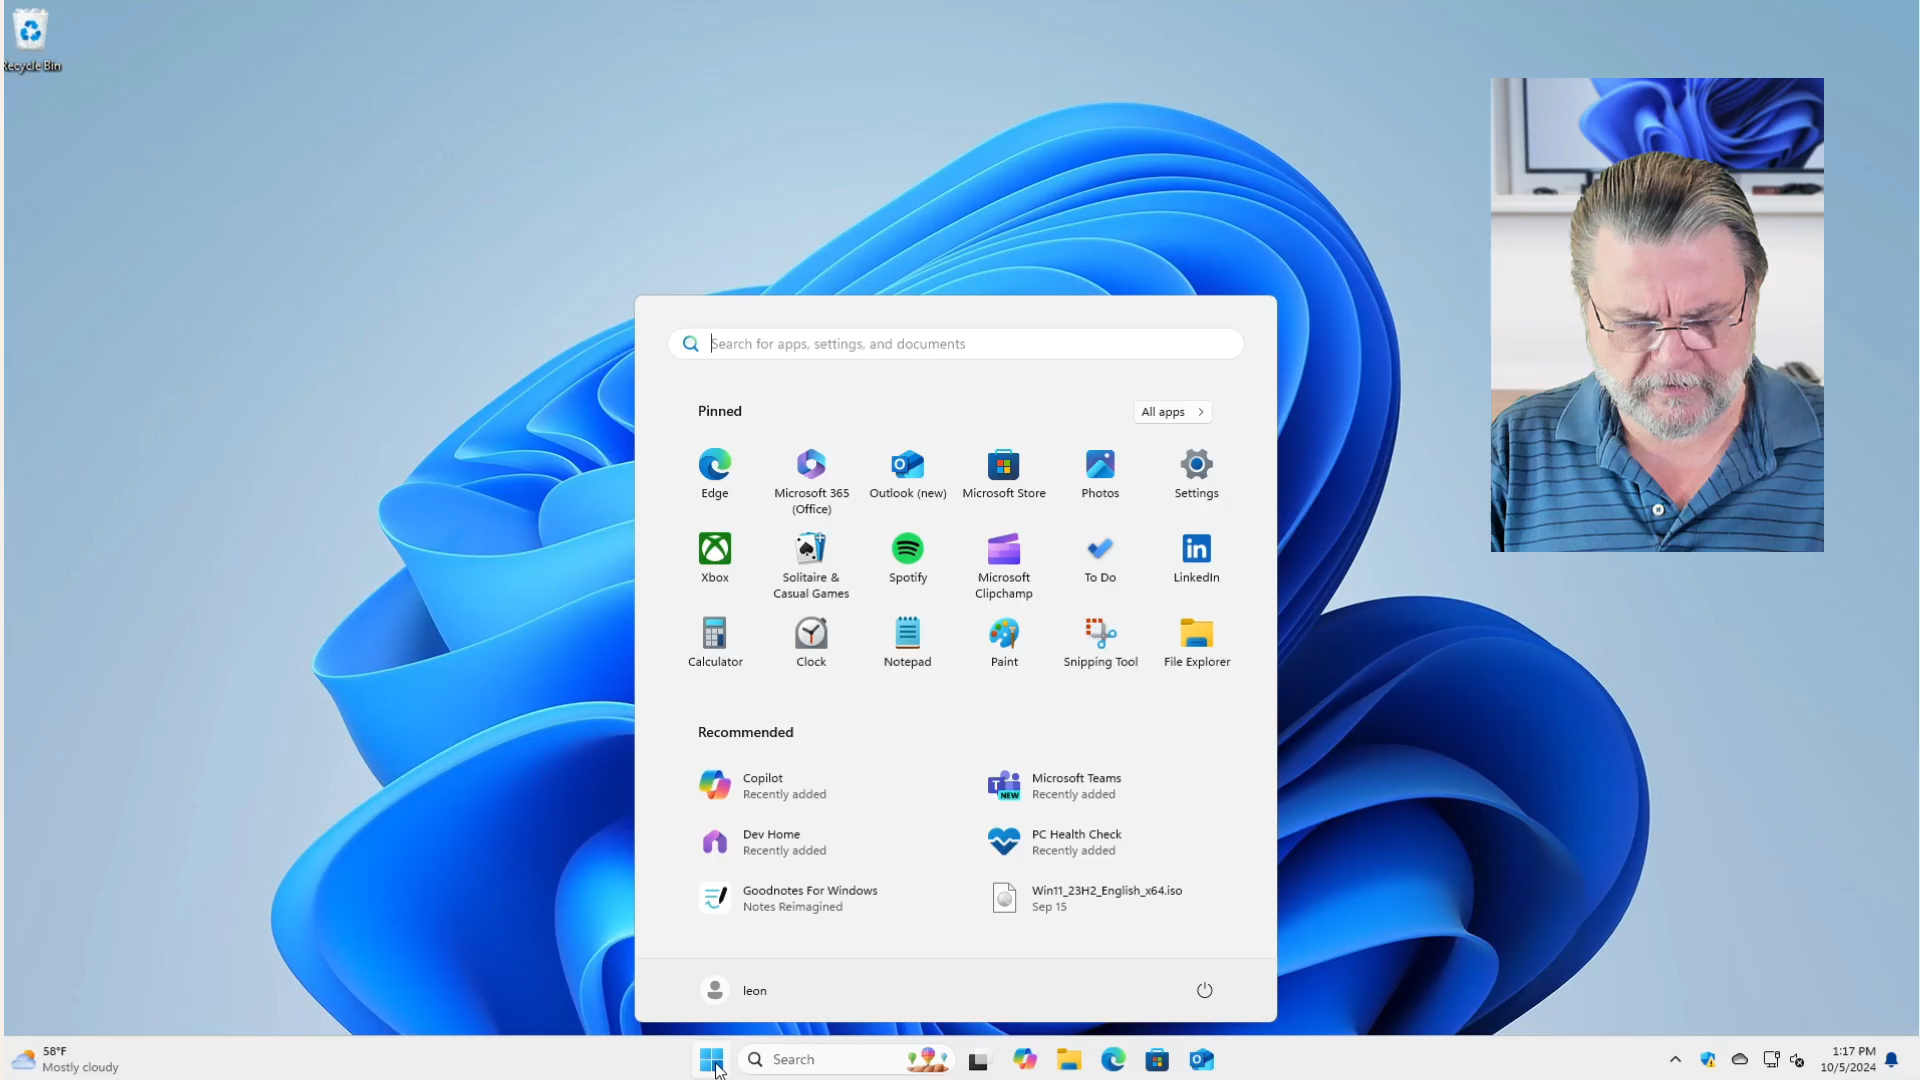 Recycle Bin
Search for apps, settings, and documents
Pinned
All apps
Edge
Microsoft 365
(Office)
Outlook (new)
Microsoft Store
Photos
Settings
Xbox
Solitaire &
Casual Games
Spotify
Microsoft
Clipchamp
To Do
LinkedIn
Calculator
Clock
Notepad
Paint
Snipping Tool
File Explorer
Recommended
Copilot
Recently added
Microsoft Teams
Recently added
NEW
Dev Home
Recently added
PC Health Check
Recently added
Goodnotes For Windows
Notes Reimagined
Win11_23H2_English_x64.iso
Sep 15
leon
58°F
Mostly cloudy
Search
1:17 PM
10/5/2024